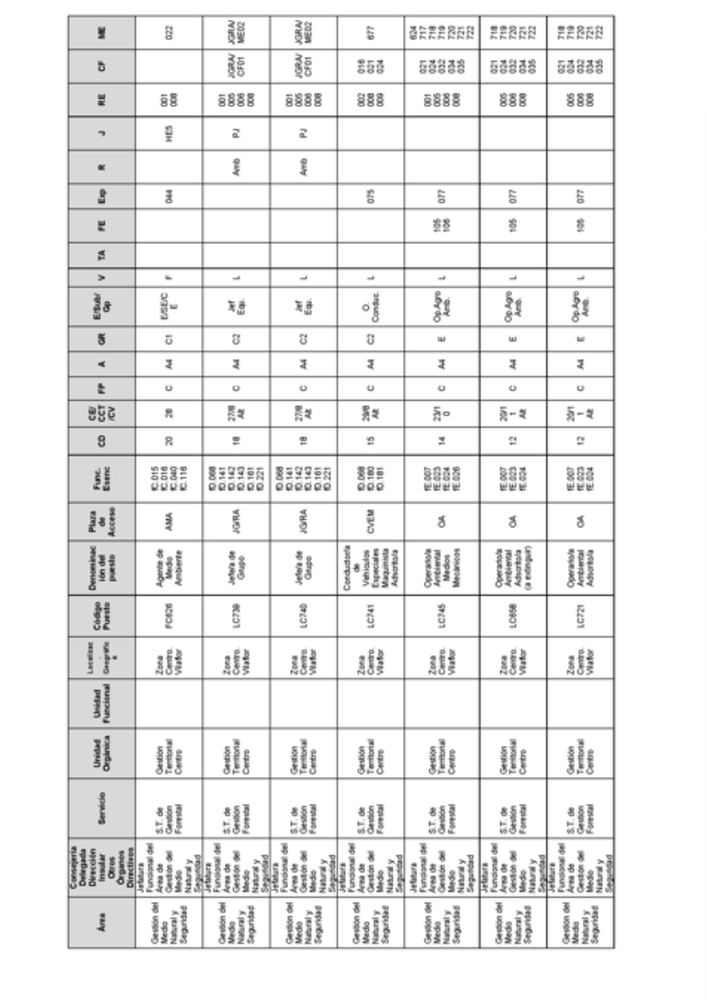 Área
Consejería
Delegada
Dirección
Insular
Otros
Órganos
Directivos
Servicio
Unidad
Orgánica
Unidad
Funcional
Localizac
.
Geográfic
a
Código
Puesto
Denominac
ión del
puesto
Plaza
de
Acceso
Func.
Esenc
CD
CE/
CCT
/CV
FP
A
GR
E/Sub/
Gp
V
TA
FE
Exp
R
J
RE
CF
ME
Gestión del
Medio
Natural y
Seguridad
Jefatura
Funcional del
Área de
Gestión del
Medio
Natural y
Seguridad
S.T. de
Gestión
Forestal
Gestión
Territorial
Centro
Zona
Centro.
Vilaflor
FC626
Agente de
Medio
Ambiente
AMA
fC.015
fC.016
fC.040
fC.116
20
28
C
A4
C1
E/SE/C
E
F
044
HE5
001
008
022
Gestión del
Medio
Natural y
Seguridad
Jefatura
Funcional del
Área de
Gestión del
Medio
Natural y
Seguridad
S.T. de
Gestión
Forestal
Gestión
Territorial
Centro
Zona
Centro.
Vilaflor
LC739
Jefe/a de
Grupo
JG/RA
fD.068
fD.141
fD.142
fD.143
fD.161
fD.221
18
27/8
Alt
C
A4
C2
Jef
Equ.
L
Amb
PJ
001
005
006
008
JGRA/
CF01
JGRA/
ME02
Gestión del
Medio
Natural y
Seguridad
Jefatura
Funcional del
Área de
Gestión del
Medio
Natural y
Seguridad
S.T. de
Gestión
Forestal
Gestión
Territorial
Centro
Zona
Centro.
Vilaflor
LC740
Jefe/a de
Grupo
JG/RA
fD.068
fD.141
fD.142
fD.143
fD.161
fD.221
18
27/8
Alt
C
A4
C2
Jef
Equ.
L
Amb
PJ
001
005
006
008
JGRA/
CF01
JGRA/
ME02
Gestión del
Medio
Natural y
Seguridad
Jefatura
Funcional del
Área de
Gestión del
Medio
Natural y
Seguridad
S.T. de
Gestión
Forestal
Gestión
Territorial
Centro
Zona
Centro.
Vilaflor
LC741
Conductor/a
de
Vehículos
Especiales
Maquinista
Adscrito/a
CVEM
fD.068
fD.180
fD.181
15
29/8
Alt
C
A4
C2
O.
Conduc.
L
075
002
008
009
016
021
024
677
Gestión del
Medio
Natural y
Seguridad
Jefatura
Funcional del
Área de
Gestión del
Medio
Natural y
Seguridad
S.T. de
Gestión
Forestal
Gestión
Territorial
Centro
Zona
Centro.
Vilaflor
LC745
Operario/a
Ambiental
Medios
Mecánicos
OA
fE.007
fE.023
fE.024
fE.026
14
23/1
0
C
A4
E
Op.Agro
Amb.
L
105
106
077
001
005
006
008
021
024
032
034
035
624
717
718
719
720
721
722
Gestión del
Medio
Natural y
Seguridad
Jefatura
Funcional del
Área de
Gestión del
Medio
Natural y
Seguridad
S.T. de
Gestión
Forestal
Gestión
Territorial
Centro
Zona
Centro.
Vilaflor
LC658
Operario/a
Ambiental
Adscrito/a
(a extinguir)
OA
fE.007
fE.023
fE.024
12
20/1
1
Alt
C
A4
E
Op.Agro
Amb.
L
105
077
005
006
008
021
024
032
034
035
718
719
720
721
722
Gestión del
Medio
Natural y
Seguridad
Jefatura
Funcional del
Área de
Gestión del
Medio
Natural y
Seguridad
S.T. de
Gestión
Forestal
Gestión
Territorial
Centro
Zona
Centro.
Vilaflor
LC721
Operario/a
Ambiental
Adscrito/a
OA
fE.007
fE.023
fE.024
12
20/1
1
Alt
C
A4
E
Op.Agro
Amb.
L
105
077
005
006
008
021
024
032
034
035
718
719
720
721
722